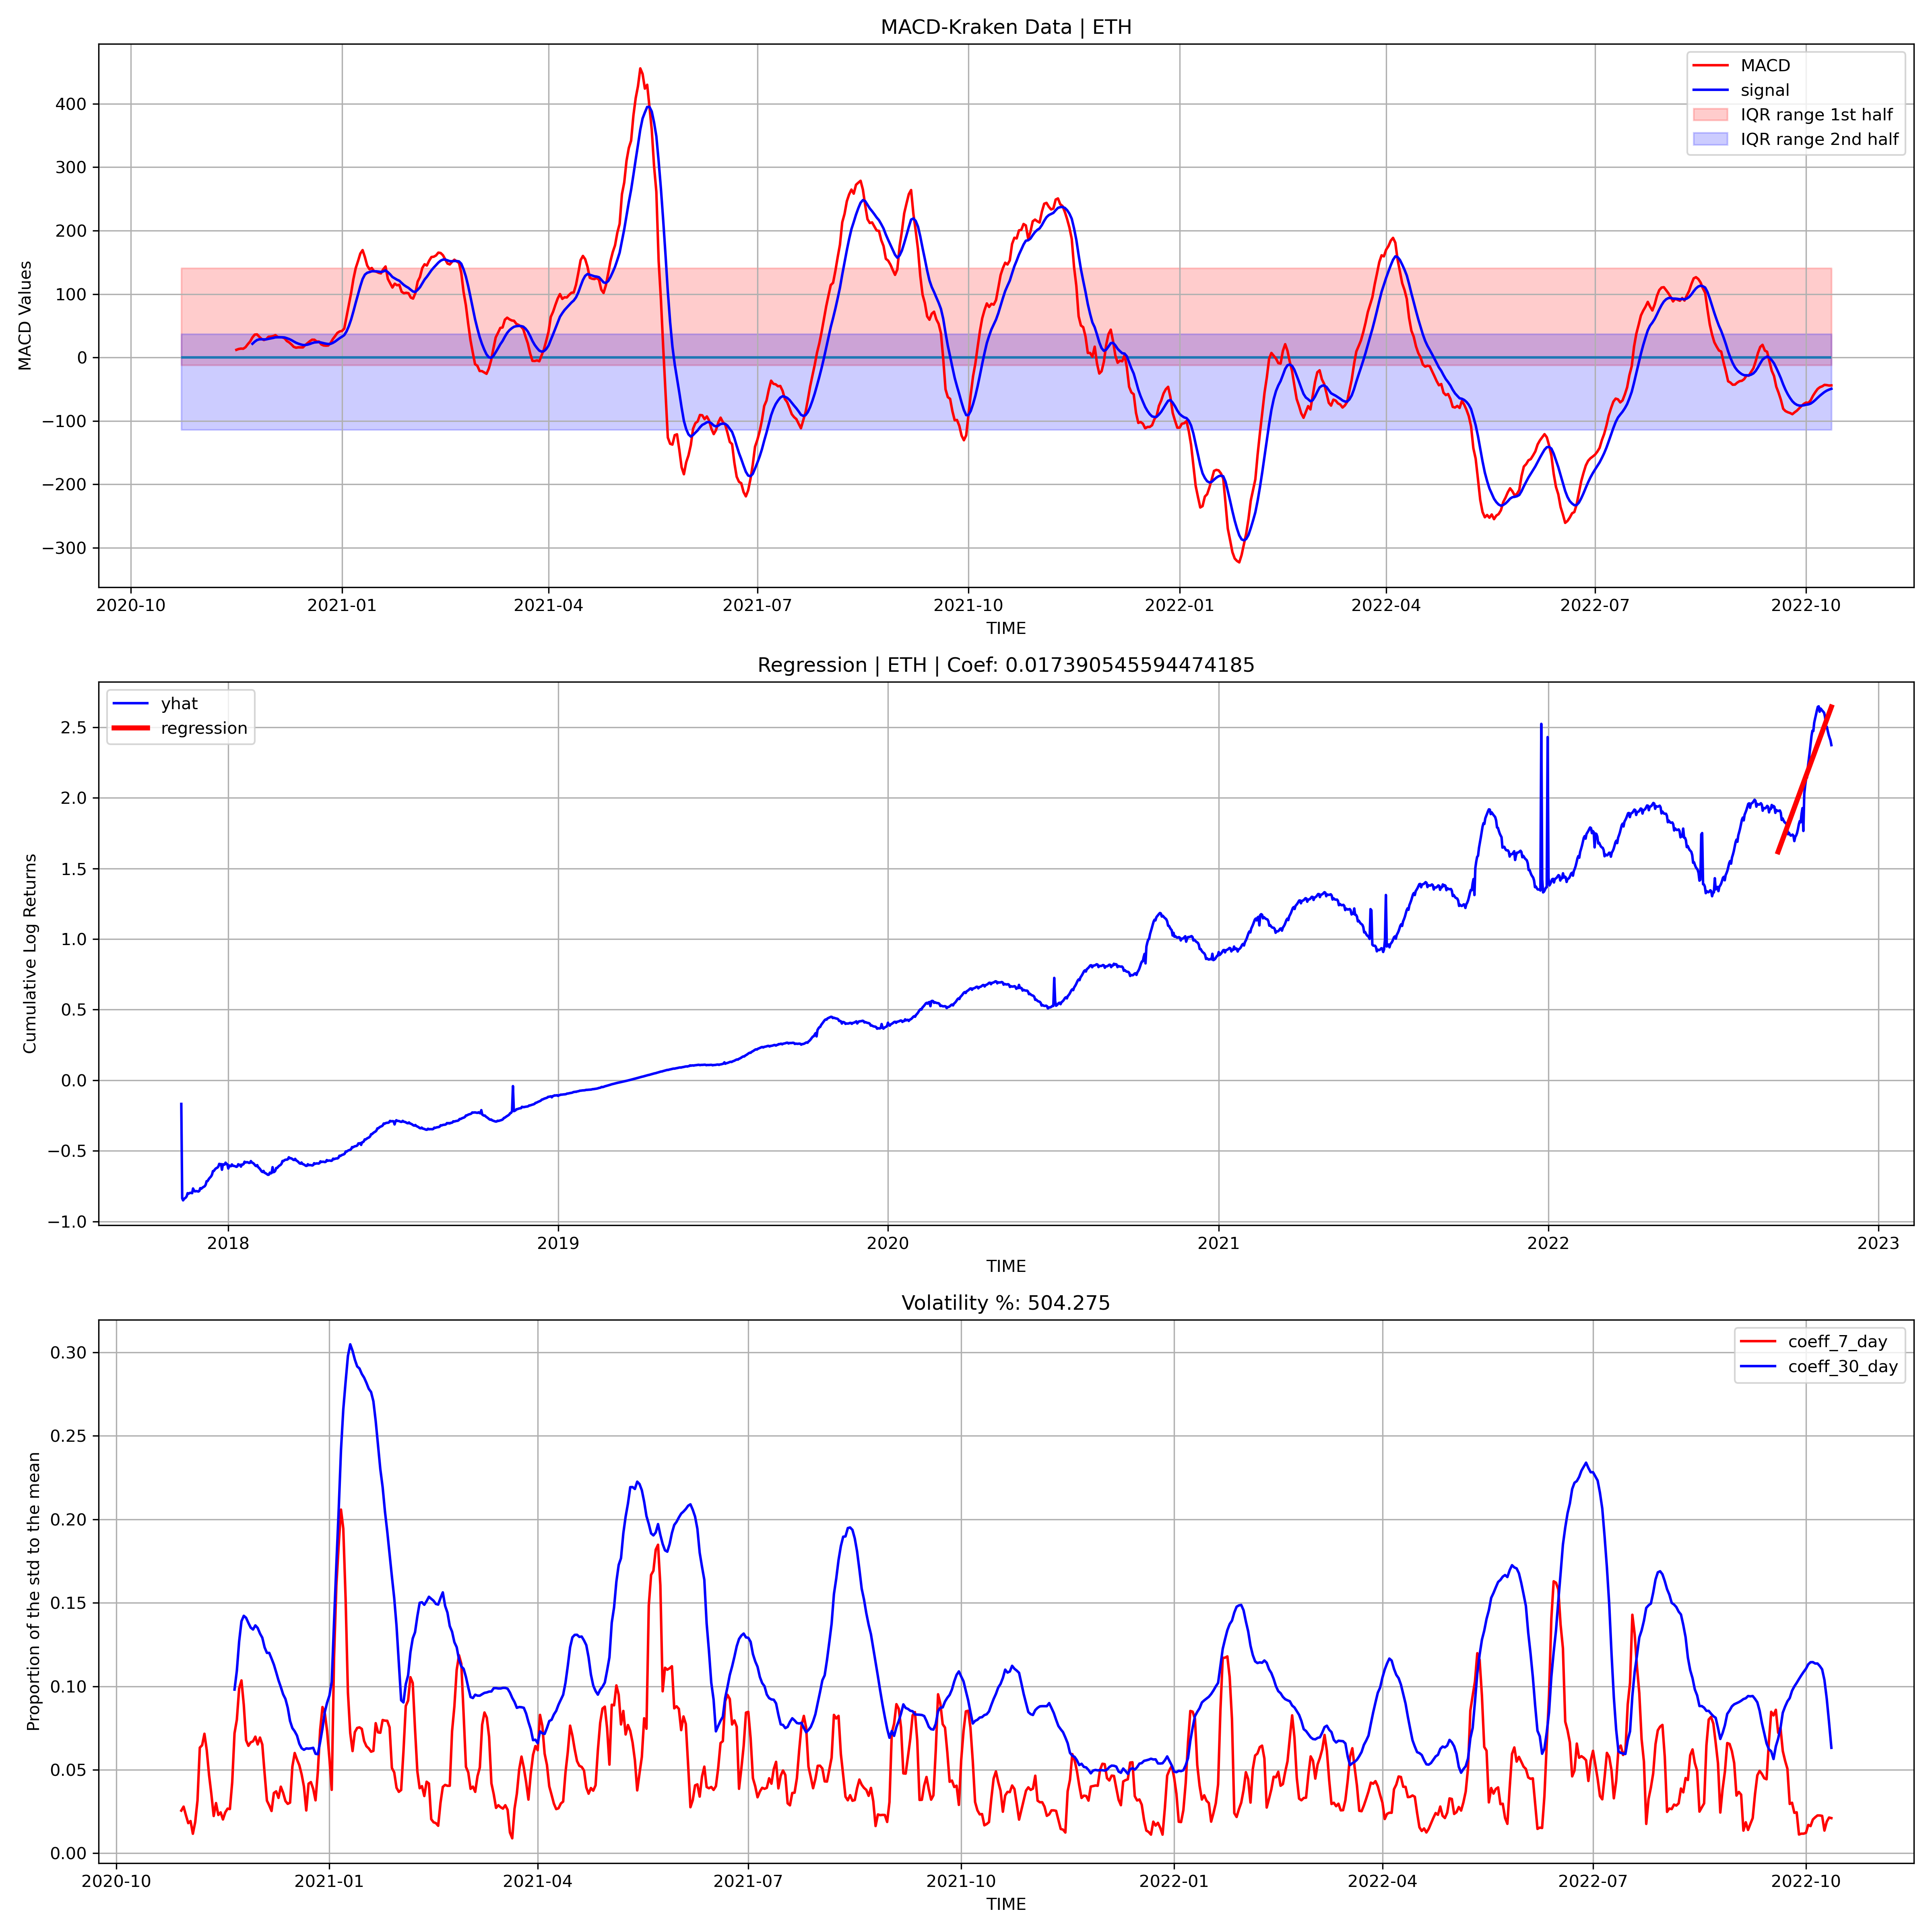 MACD-Kraken Data | ETH
MACD Values
400
300
200
100
0
−100
−200
−300
MACD
signal
IQR range 1st half
IQR range 2nd half
2020-10 2021-01 2021-04 2021-07 2021-10 2022-01 2022-04 2022-07 2022-10
TIME
Regression | ETH | Coef: 0.017390545594474185
Cumulative Log Returns
2.5
2.0
1.5
1.0
0.5
0.0
−0.5
−1.0
yhat
regression
2018 2019 2020 2021 2022 2023
TIME
Volatility %: 504.275
Proportion of the std to the mean
0.30
0.25
0.20
0.15
0.10
0.05
0.00
coeff_7_day
coeff_30_day
2020-10 2021-01 2021-04 2021-07 2021-10 2022-01 2022-04 2022-07 2022-10
TIME